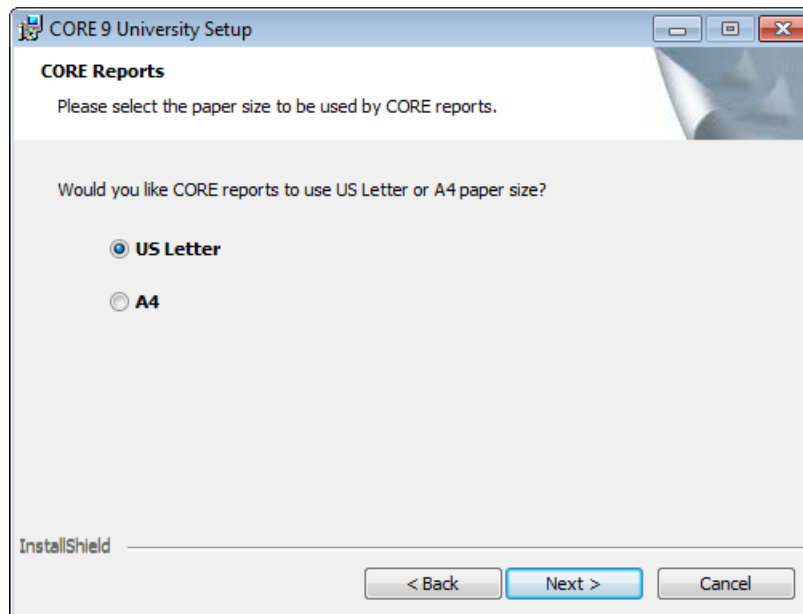 CORE 9 University Setup
CORE Reports
Please select the paper size to be used by CORE reports.
Would you like CORE reports to use US Letter or A4 paper size?
US Letter
A4
InstallShield
< Back Next > Cancel